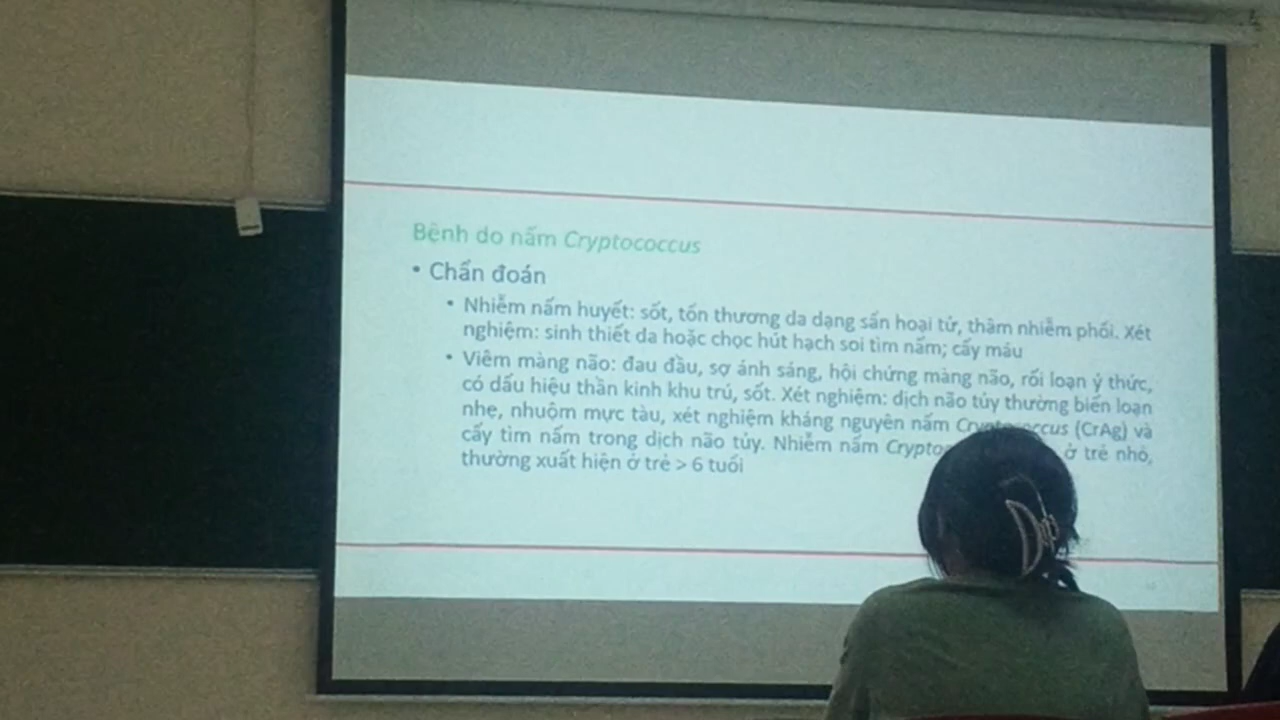 Bệnh do nấm Cryptococcus
• Chẩn đoán
• Nhiễm nấm huyết: sốt, tổn thương da dạng sẩn hoại tử, thâm nhiễm phổi. Xét
nghiệm: sinh thiết da hoặc chọc hút hạch soi tìm nấm; cấy máu
• Viêm màng não: đau đầu, sợ ánh sáng, hội chứng màng não, rối loạn ý thức,
có dấu hiệu thần kinh khu trú, sốt. Xét nghiệm: dịch não tủy thường biến loạn
nhẹ, nhuộm mực tàu, xét nghiệm kháng nguyên nấm Cryptococcus (CrAg) và
cấy tìm nấm trong dịch não tủy. Nhiễm nấm ở trẻ nhỏ,
thường xuất hiện ở trẻ > 6 tuổi